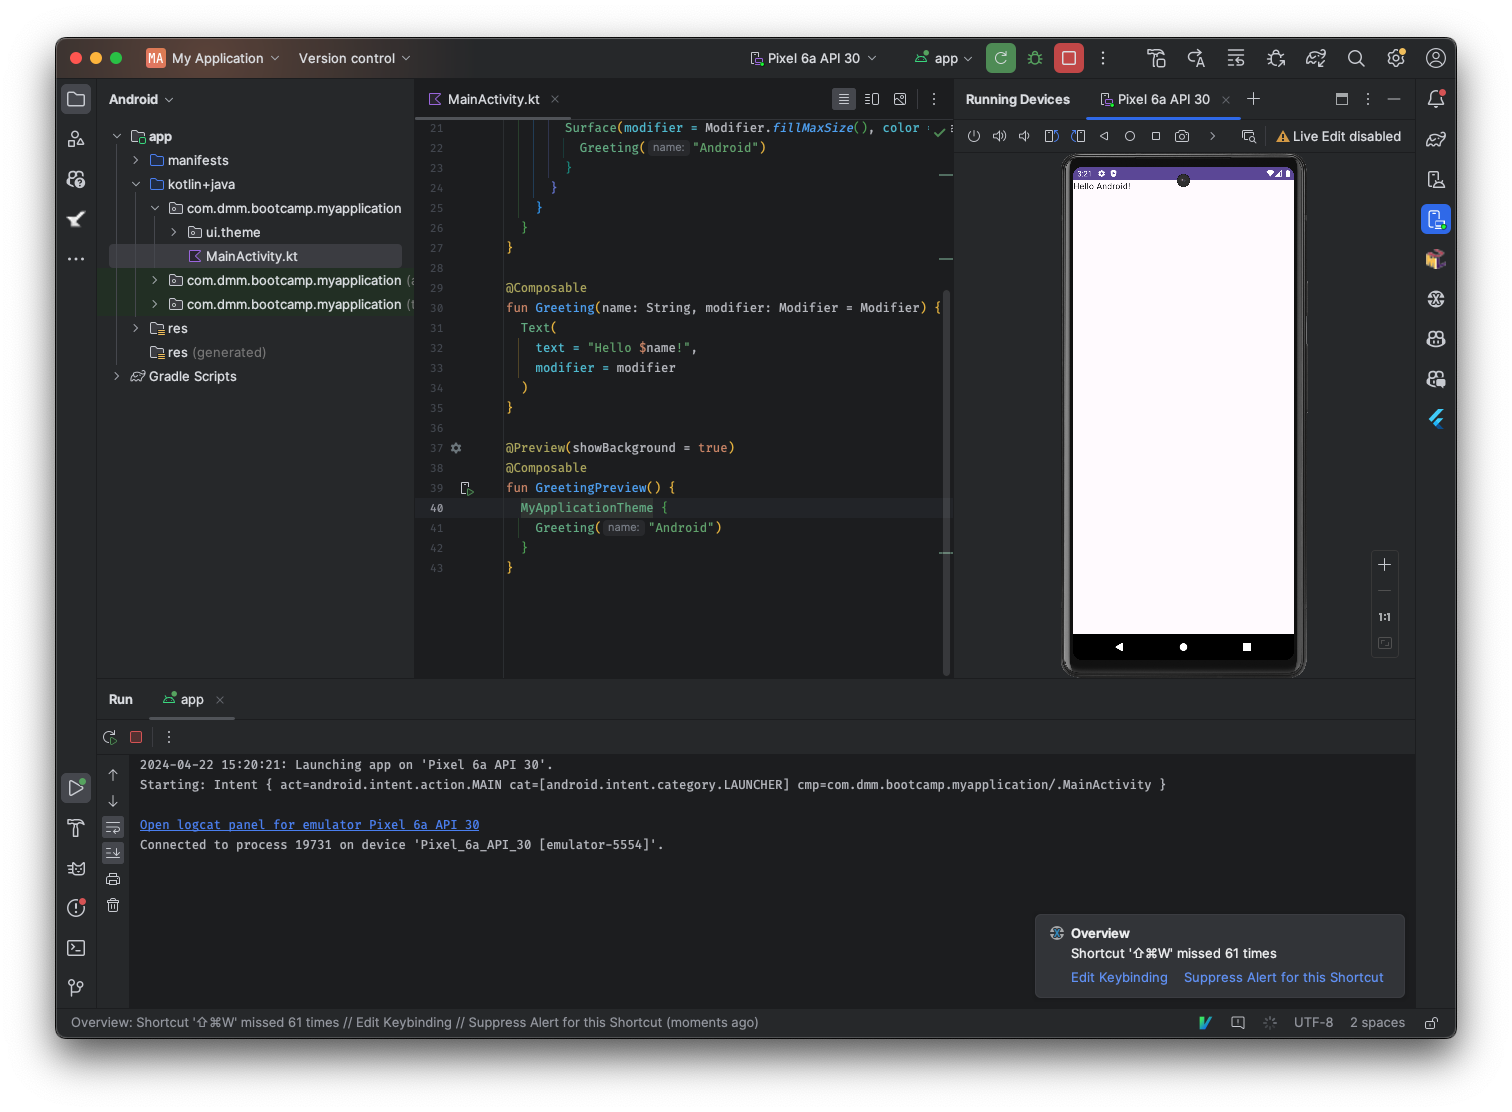 MA My Application
Version control
Pixel 6a API 30
app
Android
app
manifests
kotlin+java
com.dmm.bootcamp.myapplication
ui.theme
MainActivity.kt
com.dmm.bootcamp.myapplication
com.dmm.bootcamp.myapplication
res
res (generated)
Gradle Scripts
MainActivity.kt
21 Surface(modifier = Modifier.fillMaxSize(), color
22 Greeting( name: "Android")
23 }
24 }
25 }
26 }
27 }
28
29 @Composable
30 fun Greeting(name: String, modifier: Modifier = Modifier) {
31 Text(
32 text = "Hello $name!",
33 modifier = modifier
34 )
35 }
36
37 @Preview(showBackground = true)
38 @Composable
39 fun GreetingPreview() {
40 MyApplicationTheme {
41 Greeting( name: "Android")
42 }
43 }
Running Devices
Pixel 6a API 30
Live Edit disabled
3:21
Hello Android!
1:1
Run
app
2024-04-22 15:20:21: Launching app on 'Pixel 6a API 30'.
Starting: Intent { act=android.intent.action.MAIN cat=[android.intent.category.LAUNCHER] cmp=com.dmm.bootcamp.myapplication/.MainActivity }
Open logcat panel for emulator Pixel 6a API 30
Connected to process 19731 on device 'Pixel_6a_API_30 [emulator-5554]'.
Overview
Shortcut '⇧⌘W' missed 61 times
Edit Keybinding Suppress Alert for this Shortcut
Overview: Shortcut '⇧⌘W' missed 61 times // Edit Keybinding // Suppress Alert for this Shortcut (moments ago)
UTF-8
2 spaces